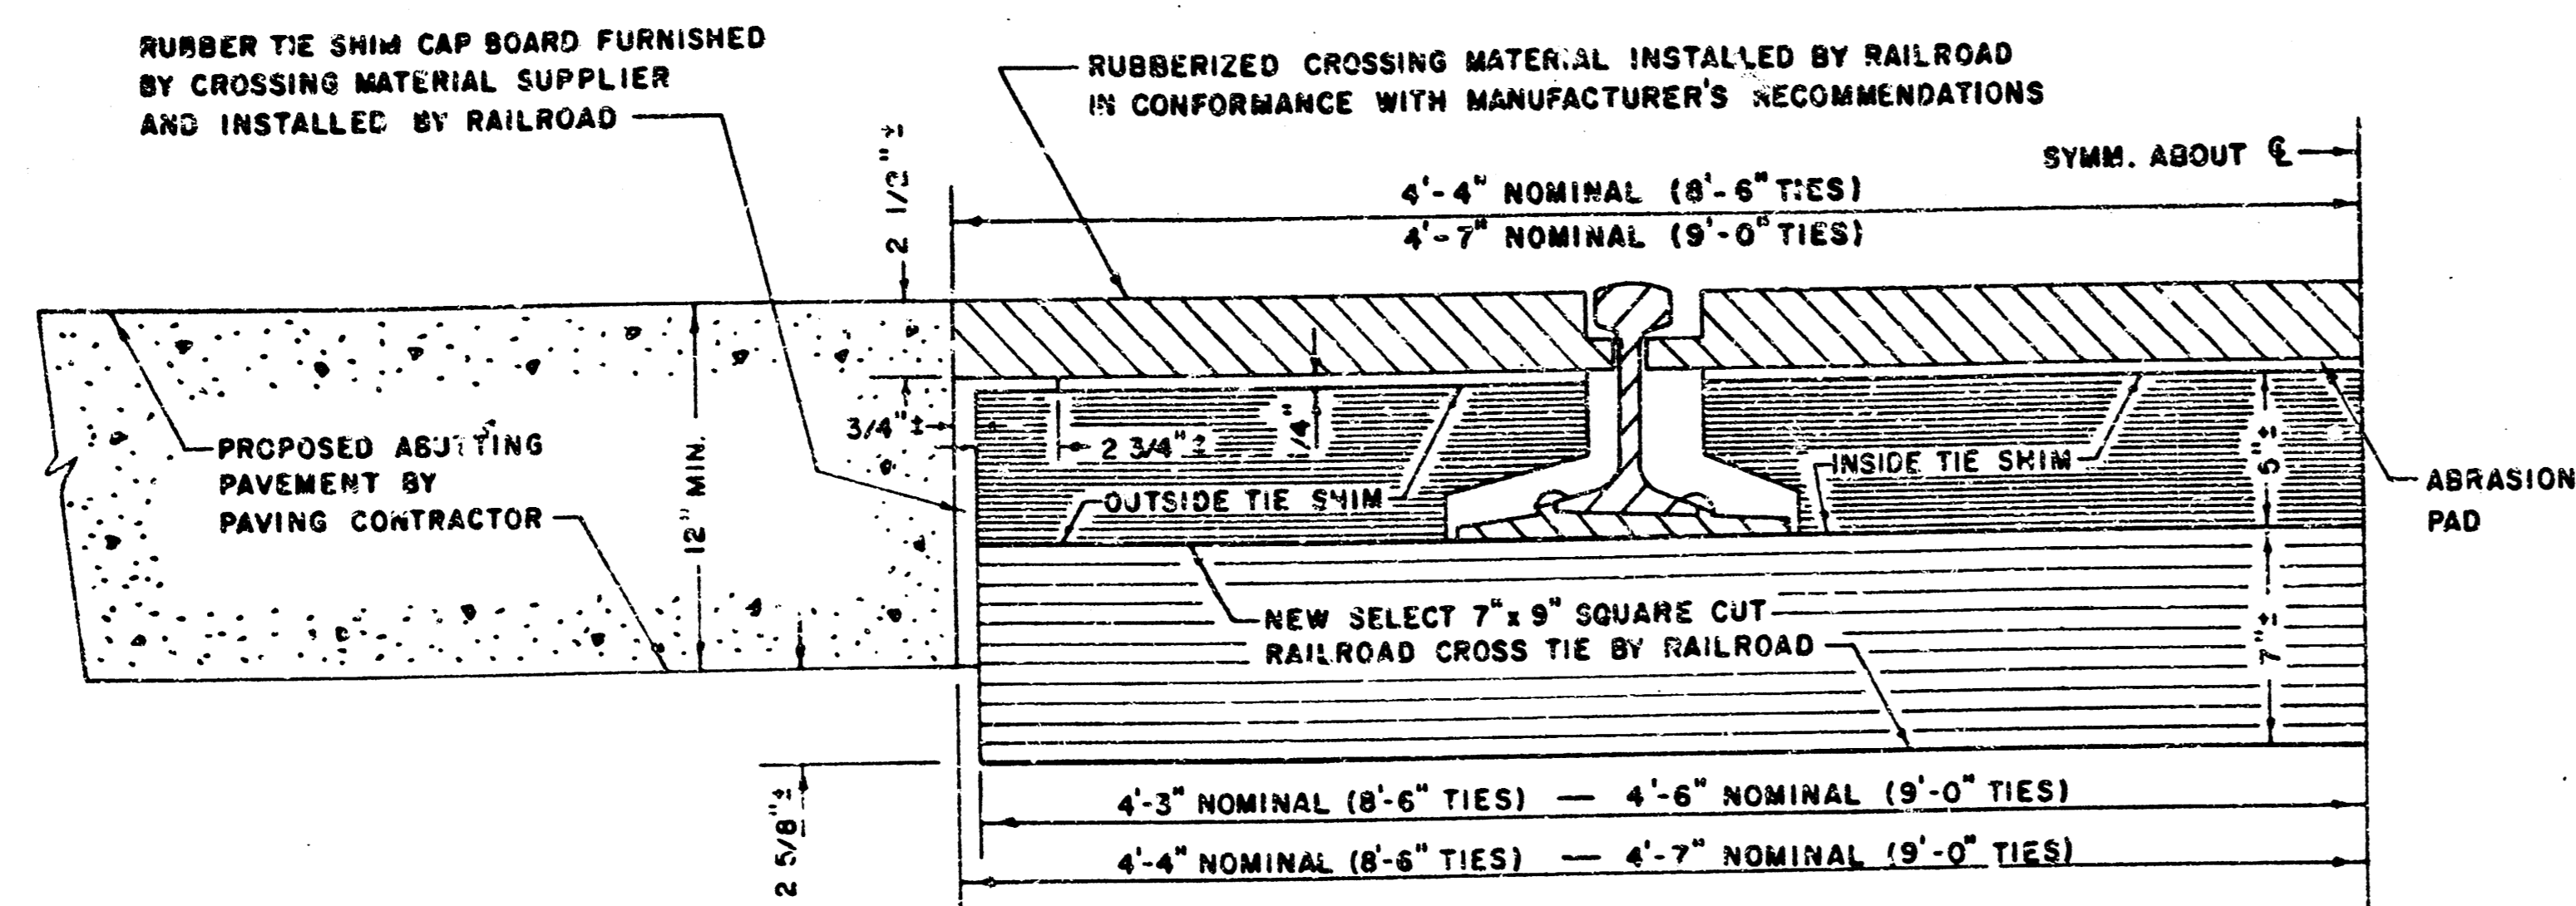 RUBBER TIE SHIM CAP BOARD FURNISHED
BY CROSSING MATERIAL SUPPLIER
AND INSTALLED BY RAILROAD
RUBBERIZED CROSSING MATERIAL INSTALLED BY RAILROAD
IN CONFORMANCE WITH MANUFACTURER'S RECOMMENDATIONS
SYMM. ABOUT ℄
2 1/2" ±
4'-4" NOMINAL (8'-6" TIES)
4'-7" NOMINAL (9'-0" TIES)
3/4" ±
2 3/4" ±
1/4"
PROPOSED ABUTTING
PAVEMENT BY
PAVING CONTRACTOR
12" MIN.
OUTSIDE TIE SHIM
INSIDE TIE SHIM
5" ±
ABRASION
PAD
NEW SELECT 7" x 9" SQUARE CUT
RAILROAD CROSS TIE BY RAILROAD
7" ±
2 5/8" ±
4'-3" NOMINAL (8'-6" TIES) — 4'-6" NOMINAL (9'-0" TIES)
4'-4" NOMINAL (8'-6" TIES) — 4'-7" NOMINAL (9'-0" TIES)